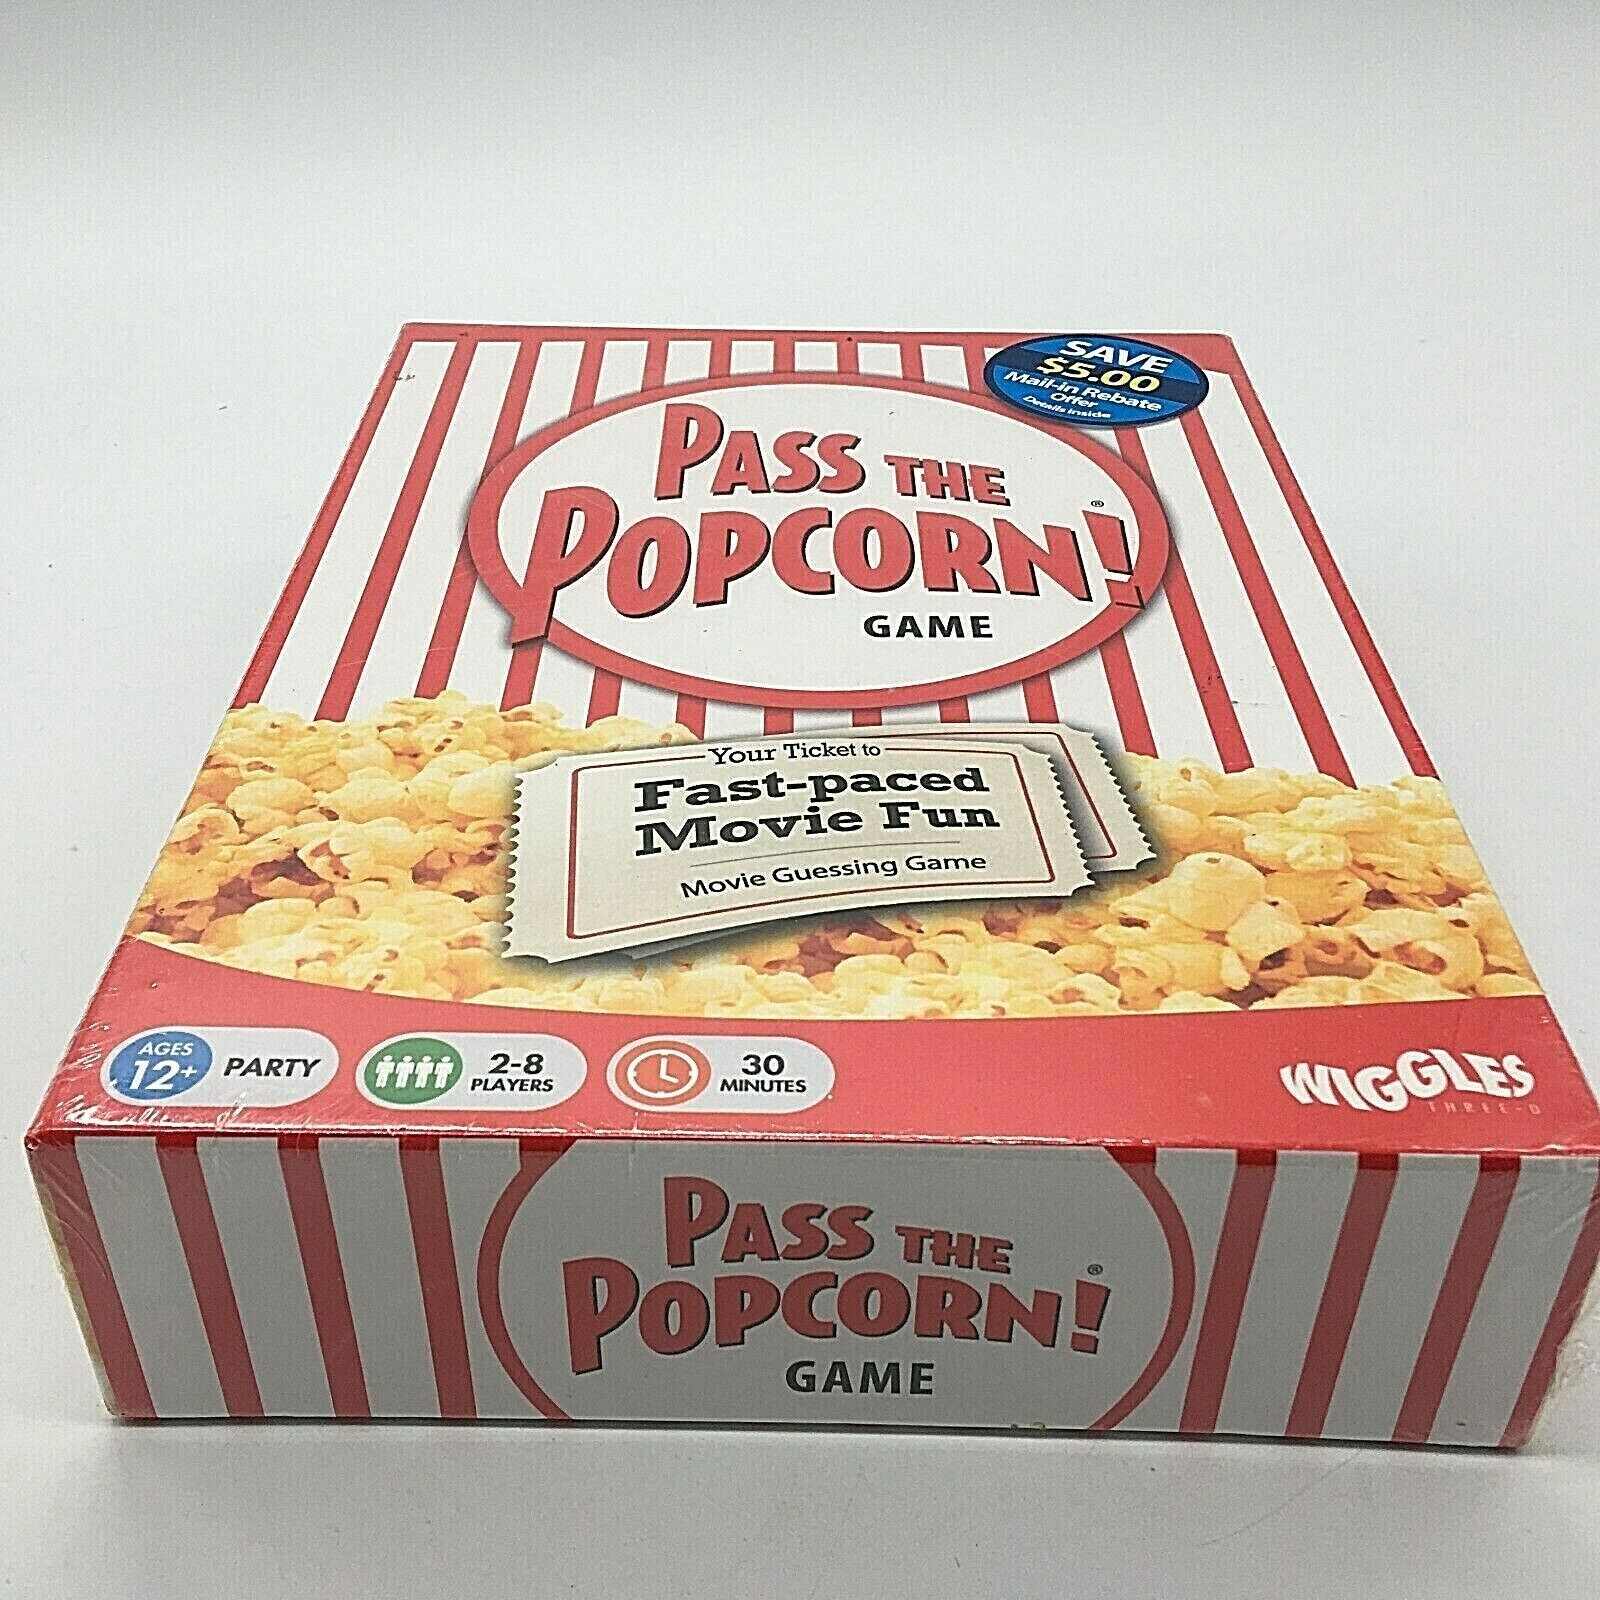 SAVE
$5.00
Mail-in Rebate
Offer
Details inside
PASS THE
POPCORN!®
GAME
Your Ticket to
Fast-paced
Movie Fun
Movie Guessing Game
AGES
12+
PARTY
2-8
PLAYERS
30
MINUTES
WIGGLES
THREE-D
PASS THE
POPCORN!®
GAME